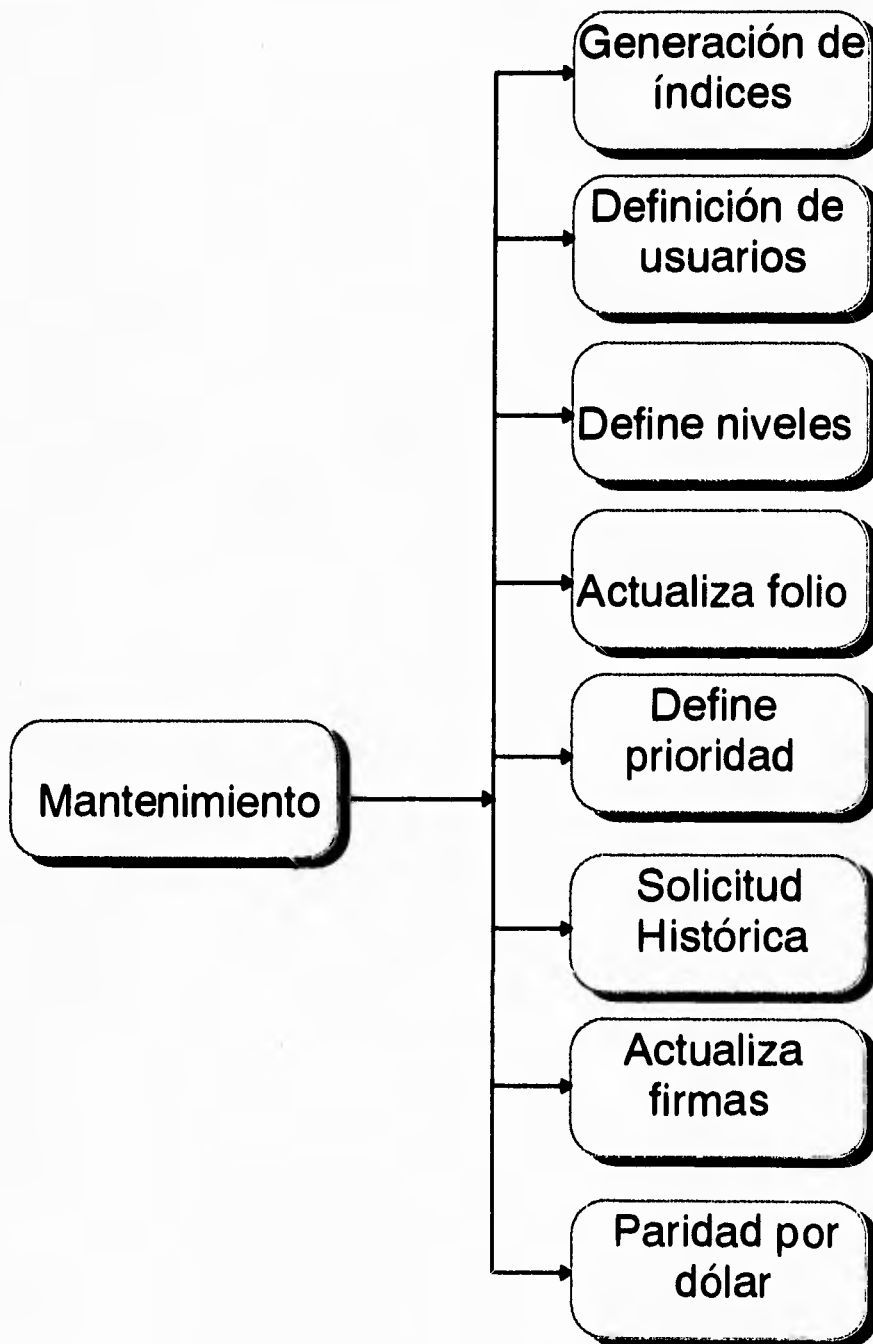 Generación de
índices
Definición de
usuarios
Define niveles
Actualiza folio
Define
prioridad
Mantenimiento
Solicitud
Histórica
Actualiza
firmas
Paridad por
dólar